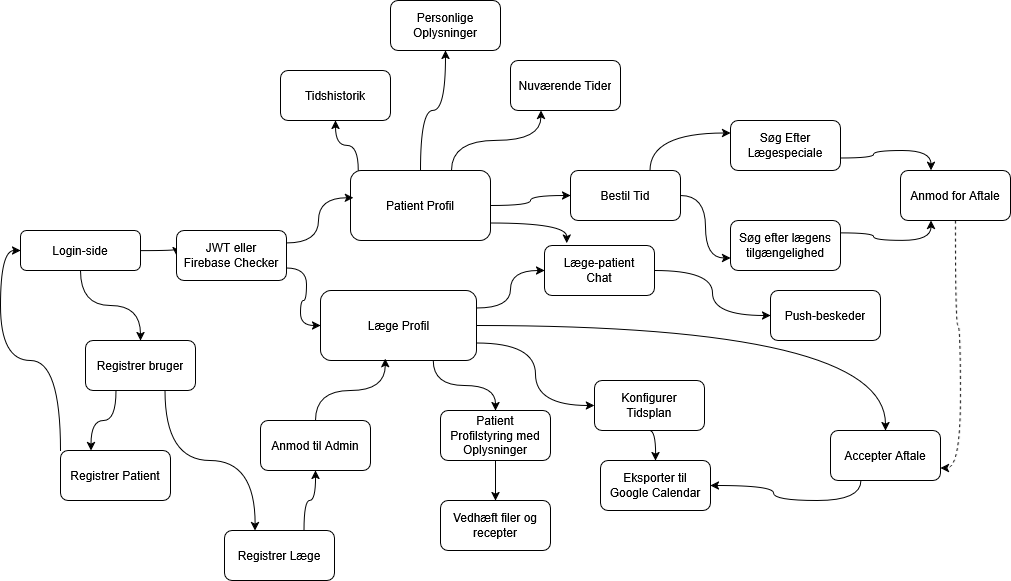 Personlige
Oplysninger
Tidshistorik
Nuværende Tider
Søg Efter
Lægespeciale
Patient Profil
Bestil Tid
Anmod for Aftale
Login-side
JWT eller
Firebase Checker
Søg efter lægens
tilgængelighed
Læge-patient
Chat
Push-beskeder
Læge Profil
Registrer bruger
Konfigurer
Tidsplan
Patient
Profilstyring med
Oplysninger
Anmod til Admin
Accepter Aftale
Registrer Patient
Eksporter til
Google Calendar
Vedhæft filer og
recepter
Registrer Læge